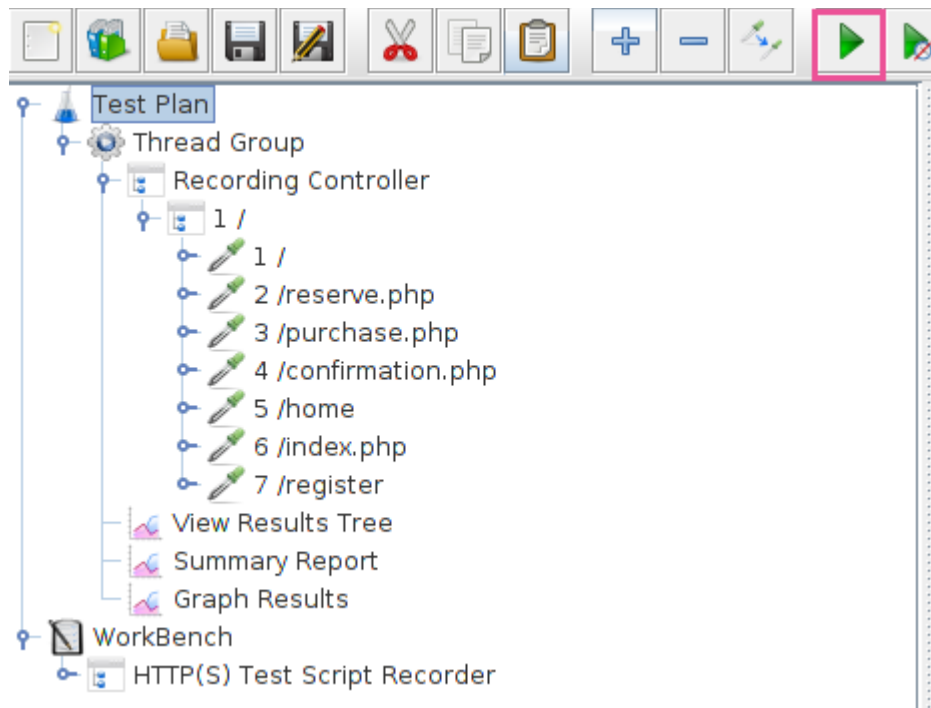 Test Plan
Thread Group
Recording Controller
1 /
1 /
2 /reserve.php
3 /purchase.php
4 /confirmation.php
5 /home
6 /index.php
7 /register
View Results Tree
Summary Report
Graph Results
WorkBench
HTTP(S) Test Script Recorder